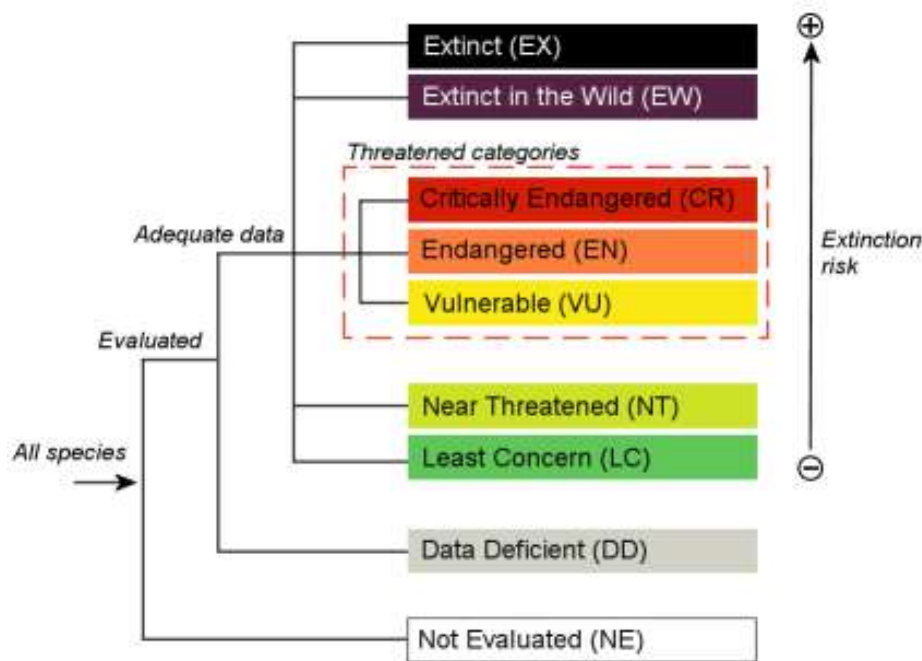 Extinct (EX)
Extinct in the Wild (EW)
Threatened categories
Critically Endangered (CR)
Adequate data
Endangered (EN)
Extinction
risk
Vulnerable (VU)
Evaluated
Near Threatened (NT)
All species
Least Concern (LC)
Data Deficient (DD)
Not Evaluated (NE)